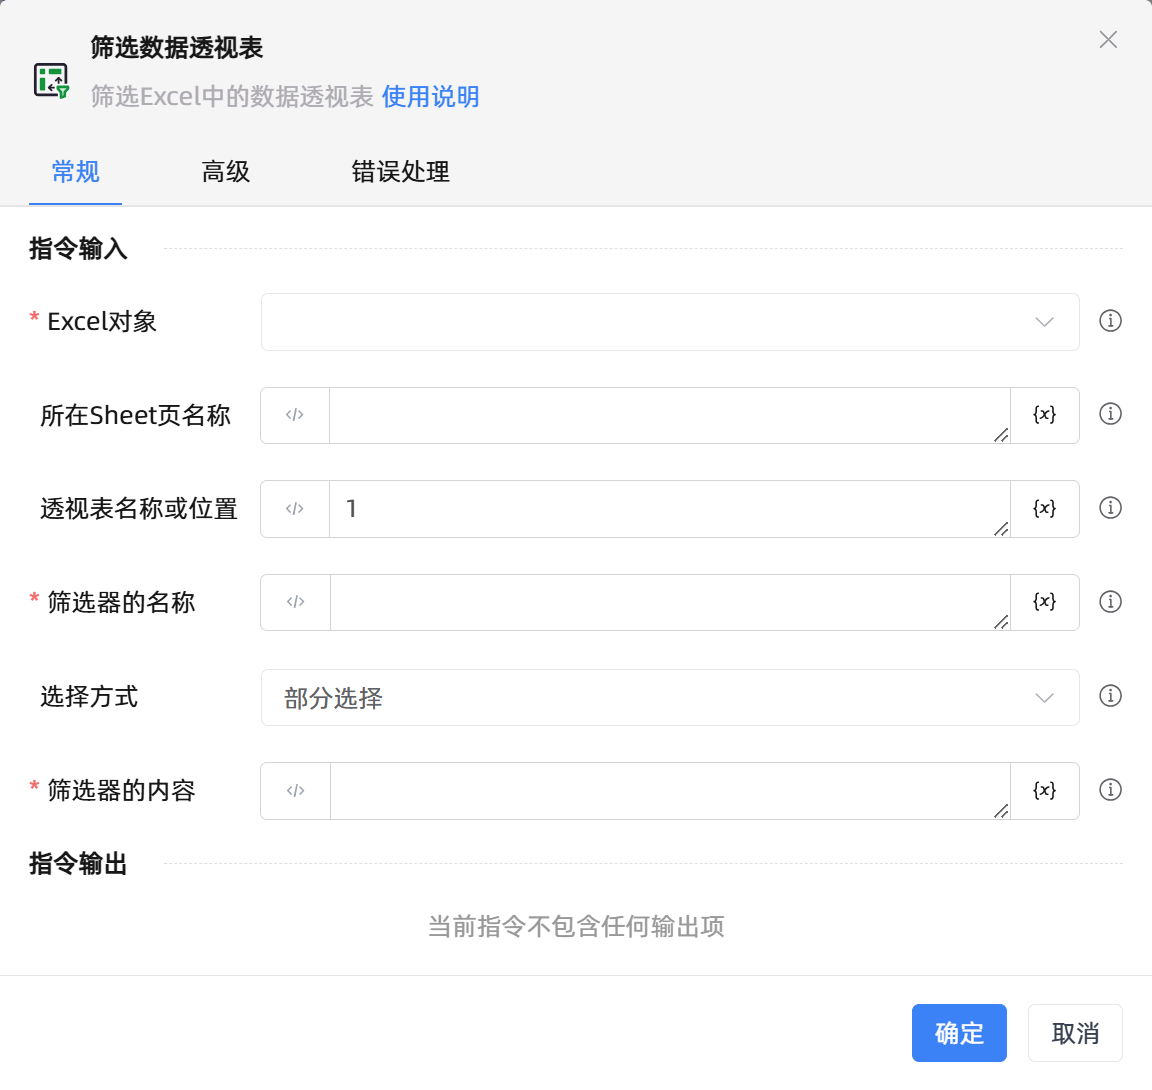 筛选数据透视表
筛选Excel中的数据透视表 使用说明
常规 高级 错误处理
指令输入
* Excel对象
所在Sheet页名称 </> {x}
透视表名称或位置 </> 1 {x}
* 筛选器的名称 </> {x}
选择方式 部分选择
* 筛选器的内容 </> {x}
指令输出
当前指令不包含任何输出项
确定 取消